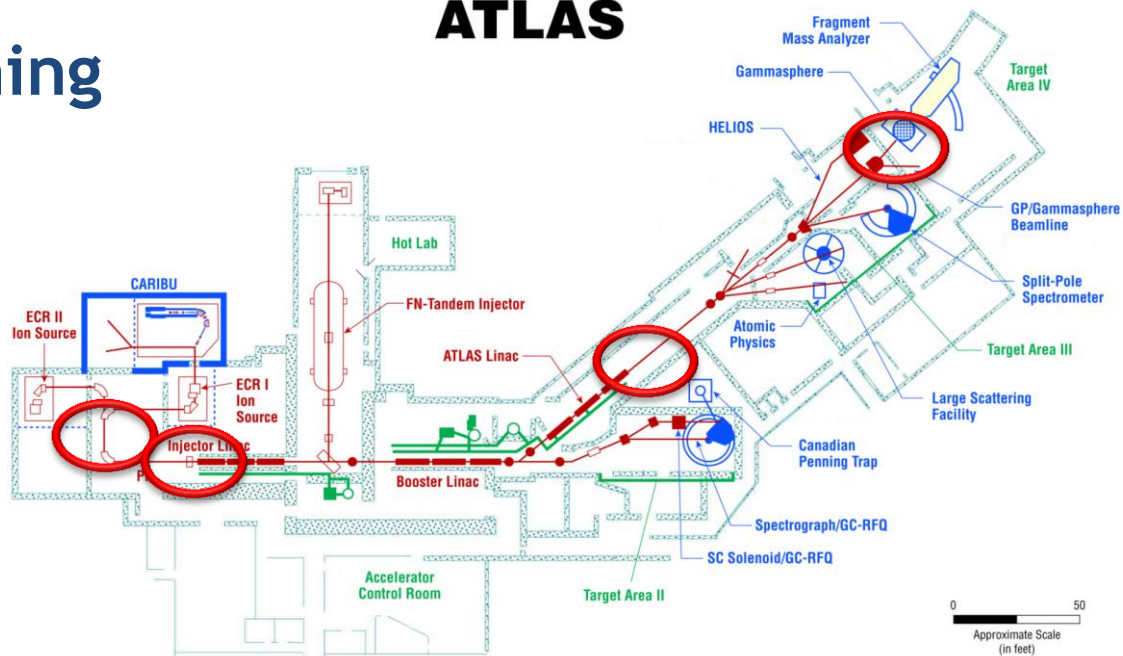 ATLAS
ning
Fragment
Mass Analyzer
Gammasphere
Target
Area IV
HELIOS
GP/Gammasphere
Beamline
Hot Lab
CARIBU
Split-Pole
Spectrometer
ECR II
Ion Source
FN-Tandem Injector
Atomic
Physics
ATLAS Linac
Target Area III
ECR I
Ion
Source
Large Scattering
Facility
Injector
Canadian
Penning Trap
Booster Linac
Spectrograph/GC-RFQ
SC Solenoid/GC-RFQ
Accelerator
Control Room
Target Area II
0 50
Approximate Scale
(in feet)